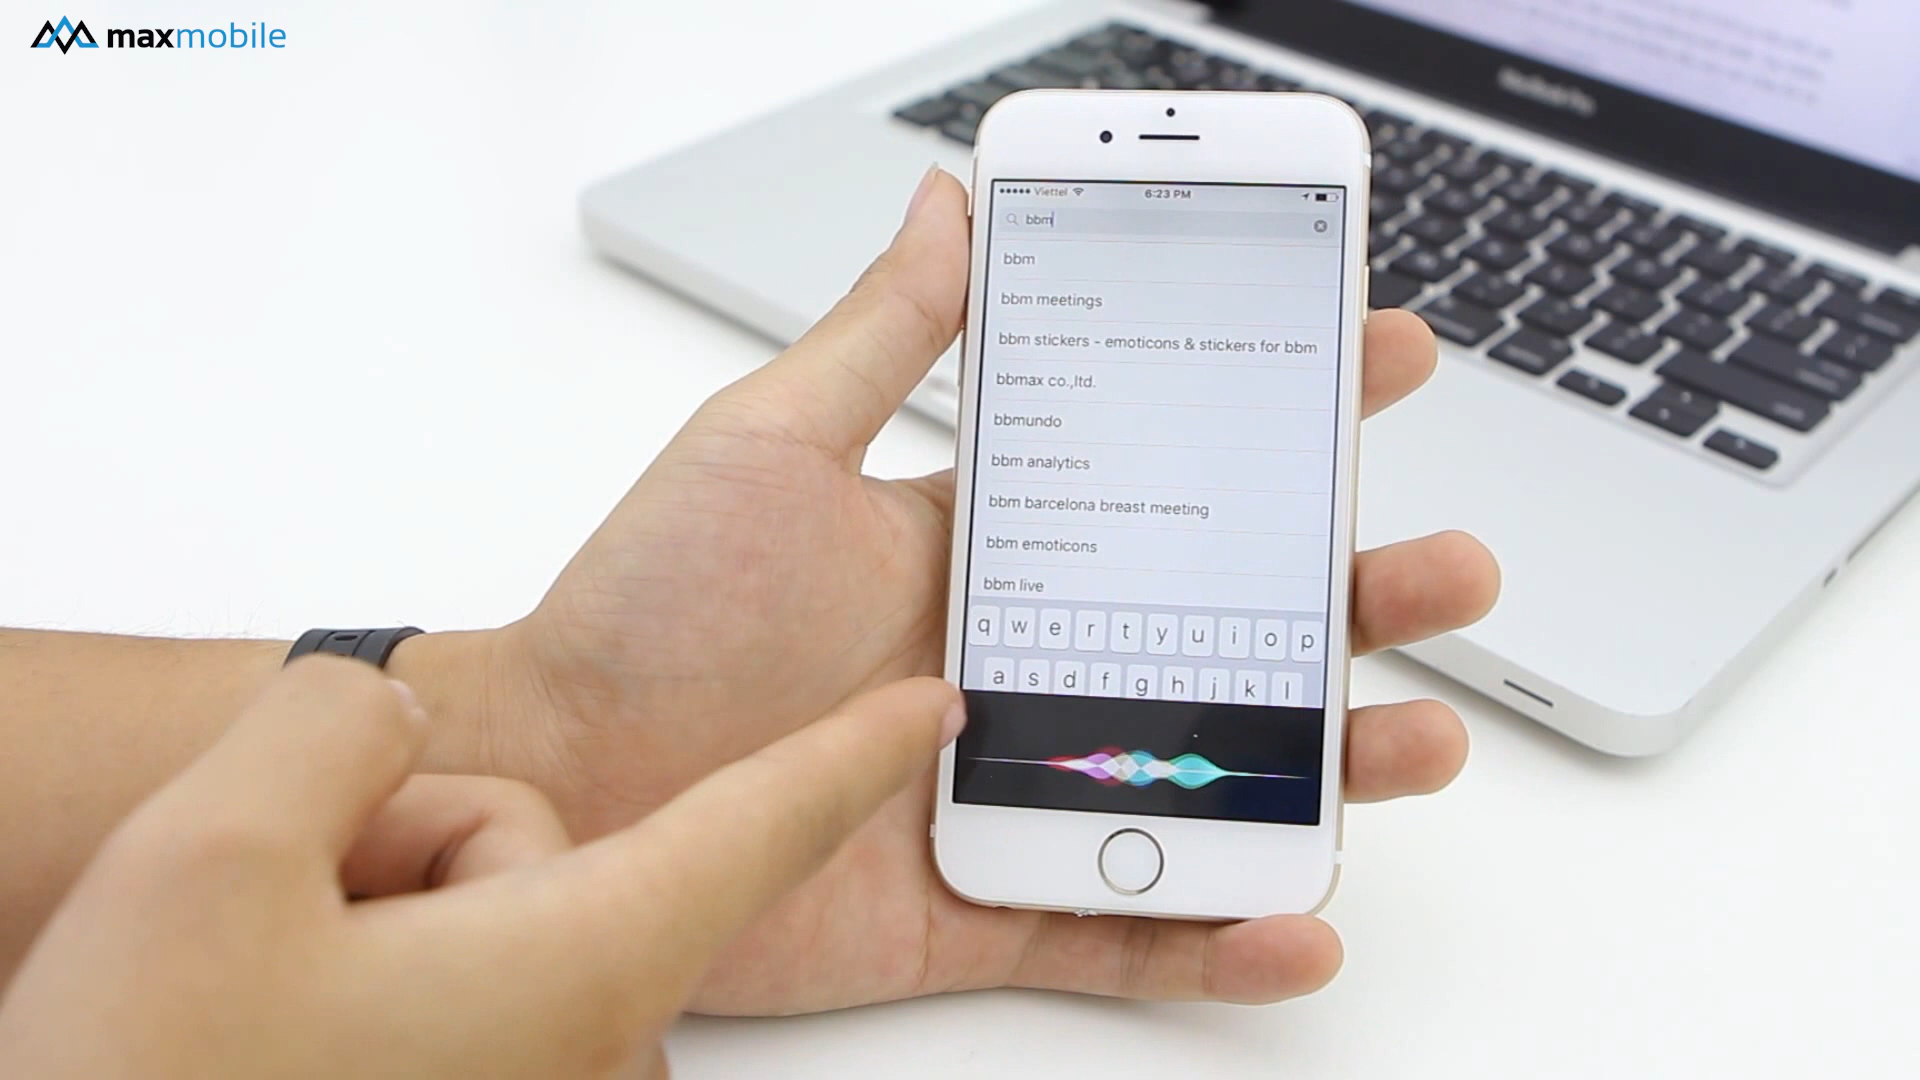 maxmobile
Viettel 6:23 PM
bbm
bbm
bbm meetings
bbm stickers - emoticons & stickers for bbm
bbmax co.,ltd.
bbmundo
bbm analytics
bbm barcelona breast meeting
bbm emoticons
bbm live
q w e r t y u i o p
a s d f g h j k l